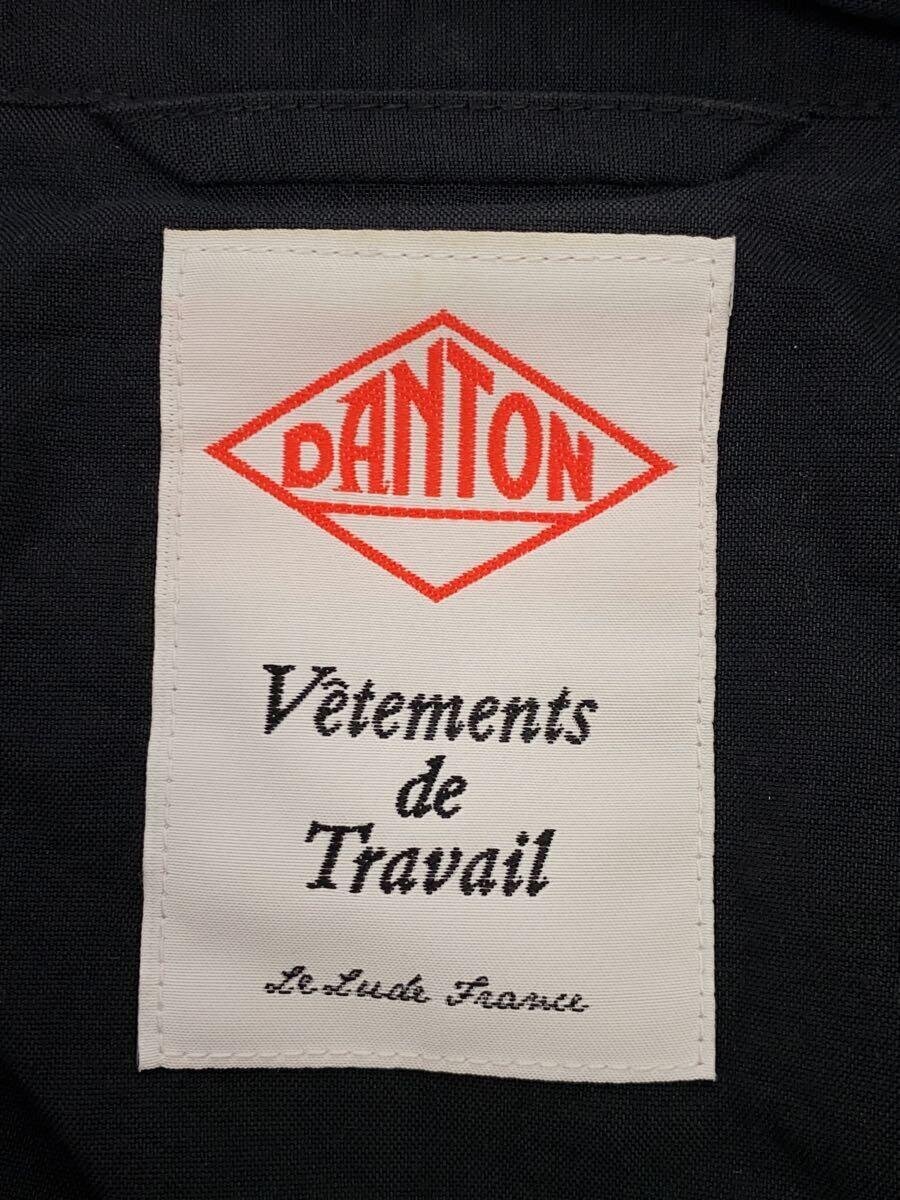 DANTON
Vêtements
de
Travail
Le Lude France